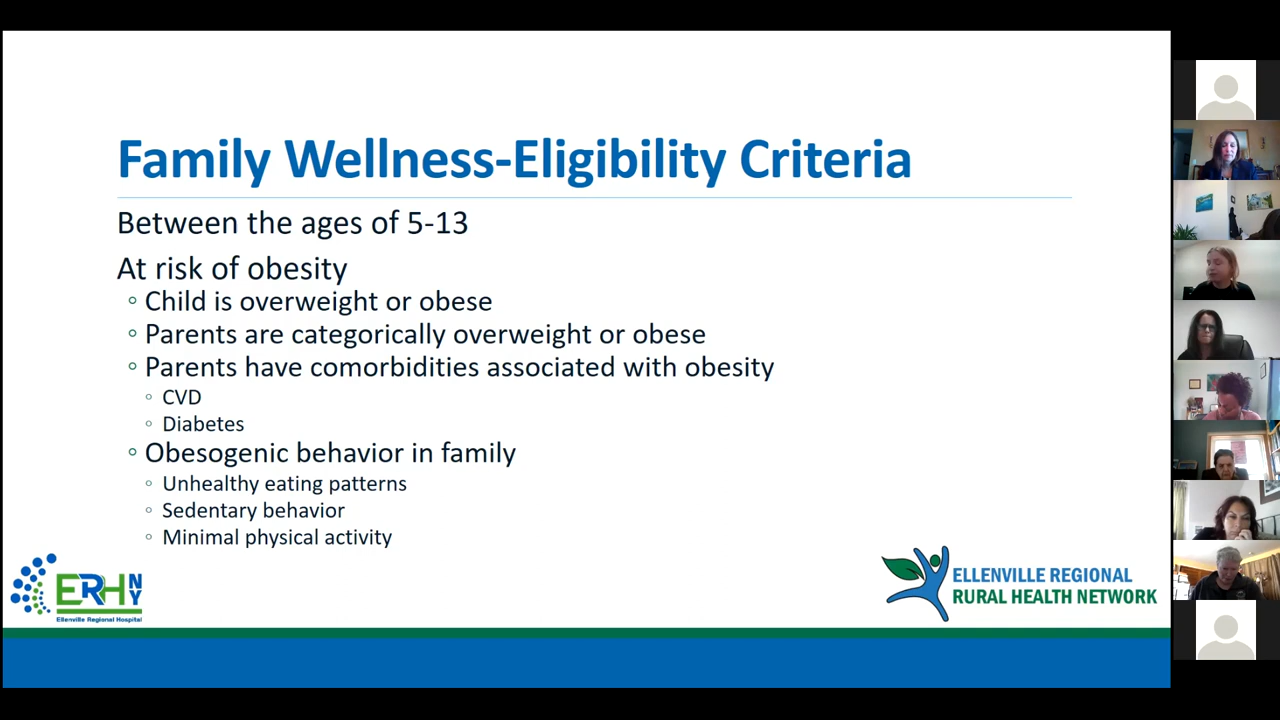 Family Wellness-Eligibility Criteria
Between the ages of 5-13
At risk of obesity
◦ Child is overweight or obese
◦ Parents are categorically overweight or obese
◦ Parents have comorbidities associated with obesity
◦ CVD
◦ Diabetes
◦ Obesogenic behavior in family
◦ Unhealthy eating patterns
◦ Sedentary behavior
◦ Minimal physical activity
ERHNY
Ellenville Regional Hospital
ELLENVILLE REGIONAL
RURAL HEALTH NETWORK